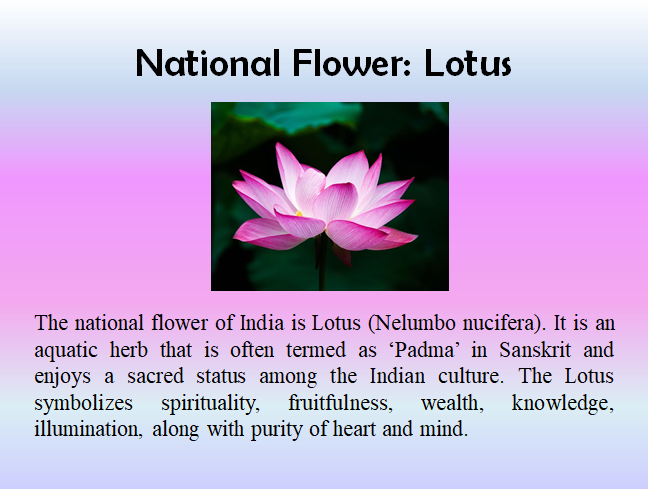 National Flower: Lotus
The national flower of India is Lotus (Nelumbo nucifera). It is an
aquatic herb that is often termed as ‘Padma’ in Sanskrit and
enjoys a sacred status among the Indian culture. The Lotus
symbolizes spirituality, fruitfulness, wealth, knowledge,
illumination, along with purity of heart and mind.